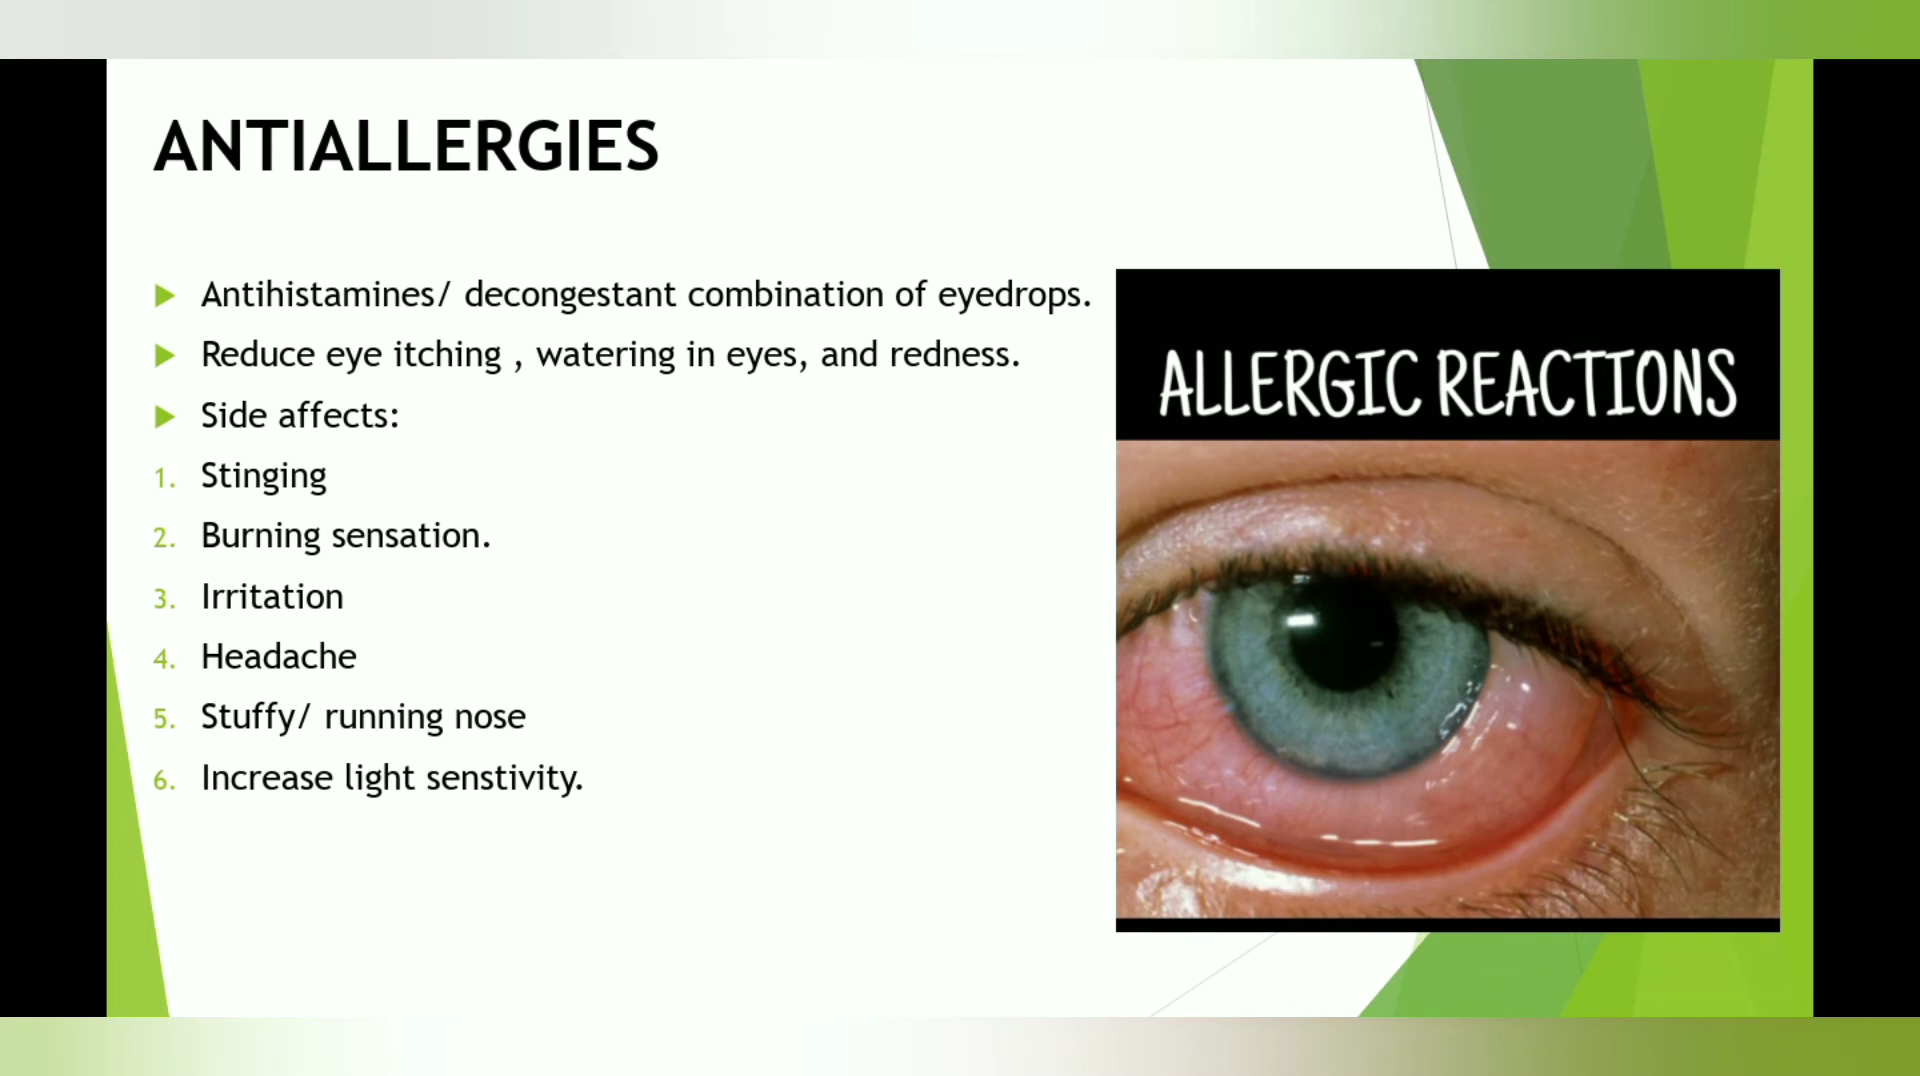 ANTIALLERGIES
Antihistamines/ decongestant combination of eyedrops.
Reduce eye itching , watering in eyes, and redness.
Side affects:
1. Stinging
2. Burning sensation.
3. Irritation
4. Headache
5. Stuffy/ running nose
6. Increase light senstivity.
ALLERGIC REACTIONS